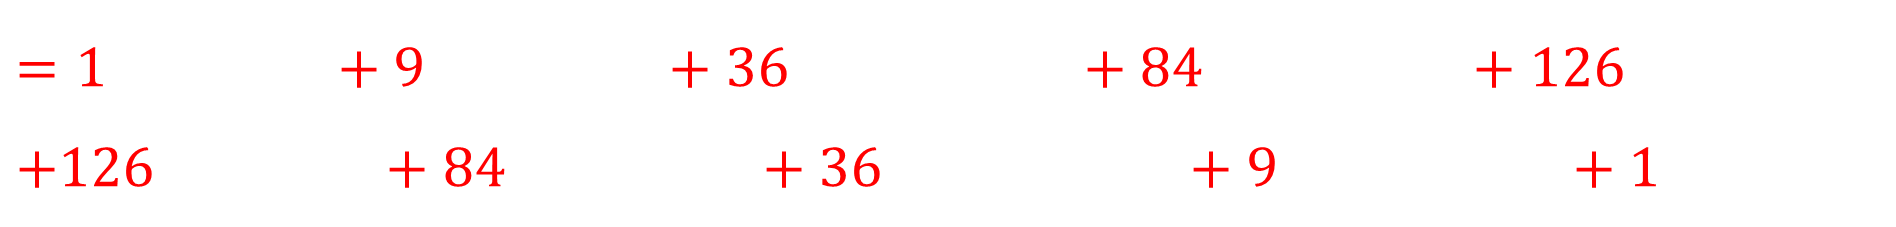 = 1 + 9 + 36 + 84 + 126
+126 + 84 + 36 + 9 + 1